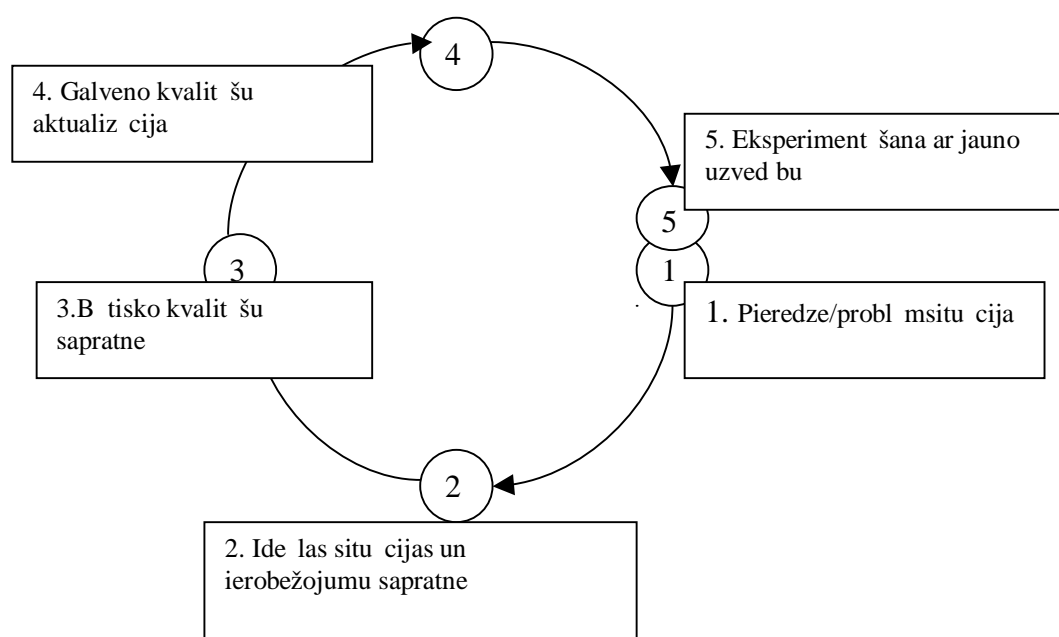 4
4. Galveno kvalit šu
aktualiz cija
5. Eksperiment šana ar jauno
uzved bu
5
3
1
3.B tisko kvalit šu
sapratne
1. Pieredze/probl msitu cija
2
2. Ide las situ cijas un
ierobežojumu sapratne